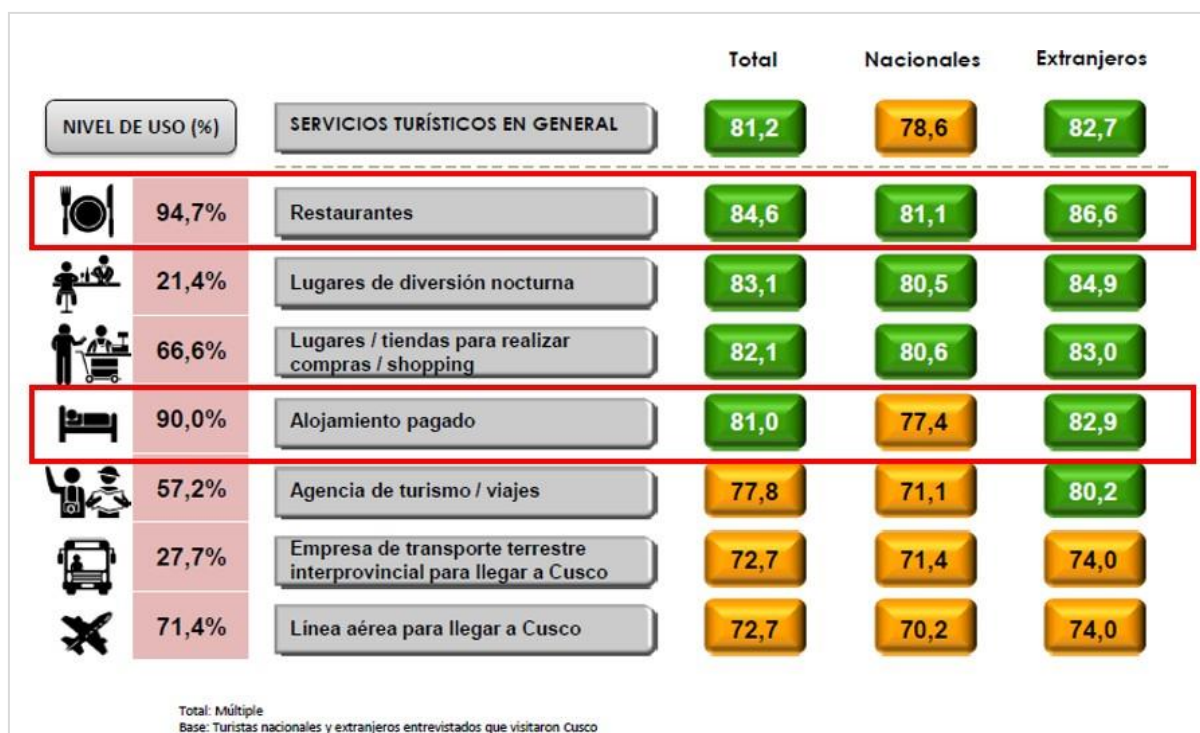 Total Nacionales Extranjeros
NIVEL DE USO (%) SERVICIOS TURÍSTICOS EN GENERAL 81,2 78,6 82,7
94,7% Restaurantes 84,6 81,1 86,6
21,4% Lugares de diversión nocturna 83,1 80,5 84,9
66,6% Lugares / tiendas para realizar
compras / shopping 82,1 80,6 83,0
90,0% Alojamiento pagado 81,0 77,4 82,9
57,2% Agencia de turismo / viajes 77,8 71,1 80,2
27,7% Empresa de transporte terrestre
interprovincial para llegar a Cusco 72,7 71,4 74,0
71,4% Línea aérea para llegar a Cusco 72,7 70,2 74,0
Total: Múltiple
Base: Turistas nacionales y extranjeros entrevistados que visitaron Cusco